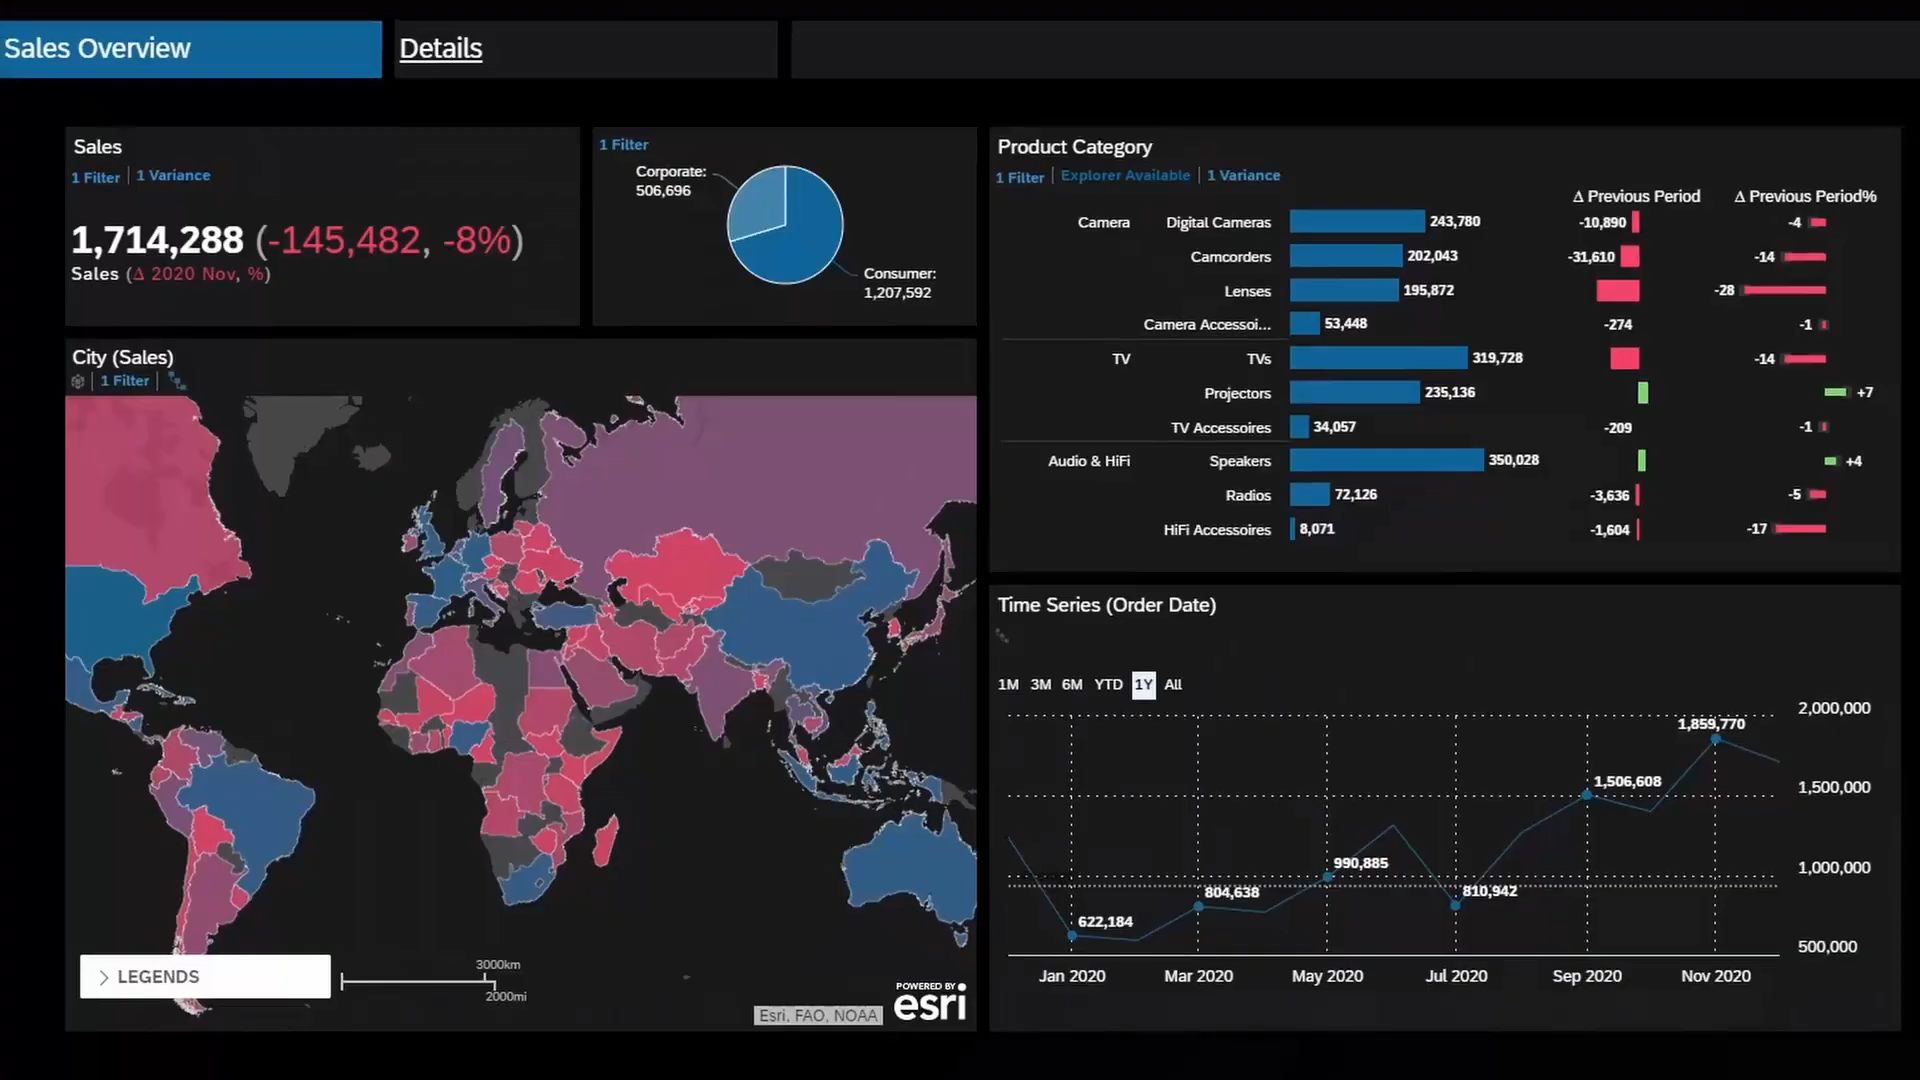 Sales Overview
Details
Sales
1 Filter | 1 Variance
1,714,288 (-145,482, -8%)
Sales (Δ 2020 Nov, %)
1 Filter
Corporate:
506,696
Consumer:
1,207,592
Product Category
1 Filter | Explorer Available | 1 Variance
Δ Previous Period Δ Previous Period%
Camera Digital Cameras 243,780 -10,890 -4
Camcorders 202,043 -31,610 -14
Lenses 195,872 -28
Camera Accessoi... 53,448 -274 -1
TV TVs 319,728 -14
Projectors 235,136 +7
TV Accessoires 34,057 -209 -1
Audio & HiFi Speakers 350,028 +4
Radios 72,126 -3,636 -5
HiFi Accessoires 8,071 -1,604 -17
City (Sales)
1 Filter
> LEGENDS
3000km
2000mi
Esri, FAO, NOAA
POWERED BY
esri
Time Series (Order Date)
1M 3M 6M YTD 1Y All
2,000,000
1,859,770
1,506,608
1,500,000
990,885
1,000,000
804,638
810,942
622,184
500,000
Jan 2020 Mar 2020 May 2020 Jul 2020 Sep 2020 Nov 2020